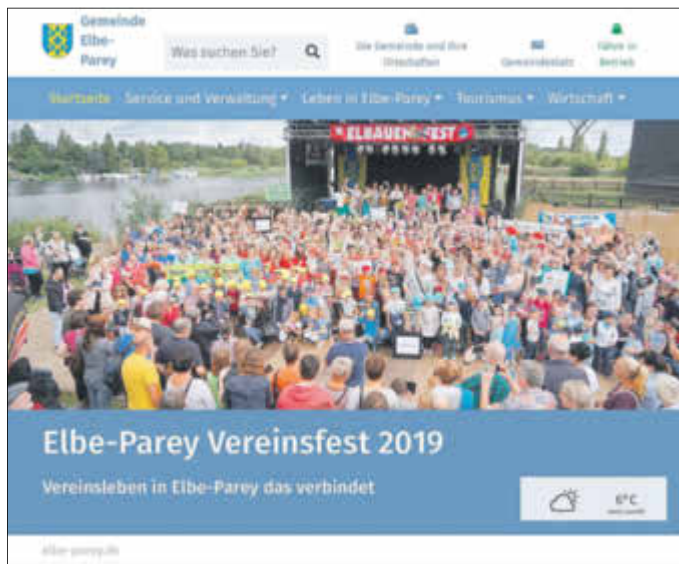 Gemeinde
Elbe-
Parey
Was suchen Sie?
Die Gemeinde und ihre
Ortschaften
Gemeindeblatt
Fähre in
Betrieb
Startseite Service und Verwaltung Leben in Elbe-Parey Tourismus Wirtschaft
ELBAUENFEST
Elbe-Parey Vereinsfest 2019
Vereinsleben in Elbe-Parey das verbindet
6°C
elbe-parey.de